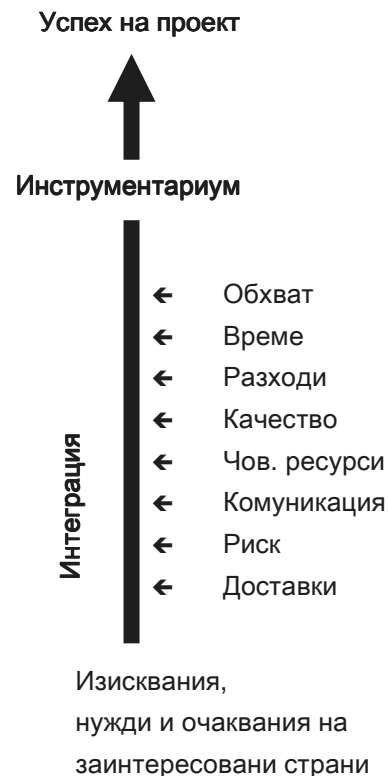 Успех на проект
Инструментариум
Обхват
Време
Разходи
Качество
Чов. ресурси
Комуникация
Риск
Доставки
Интеграция
Изисквания,
нужди и очаквания на
заинтересовани страни